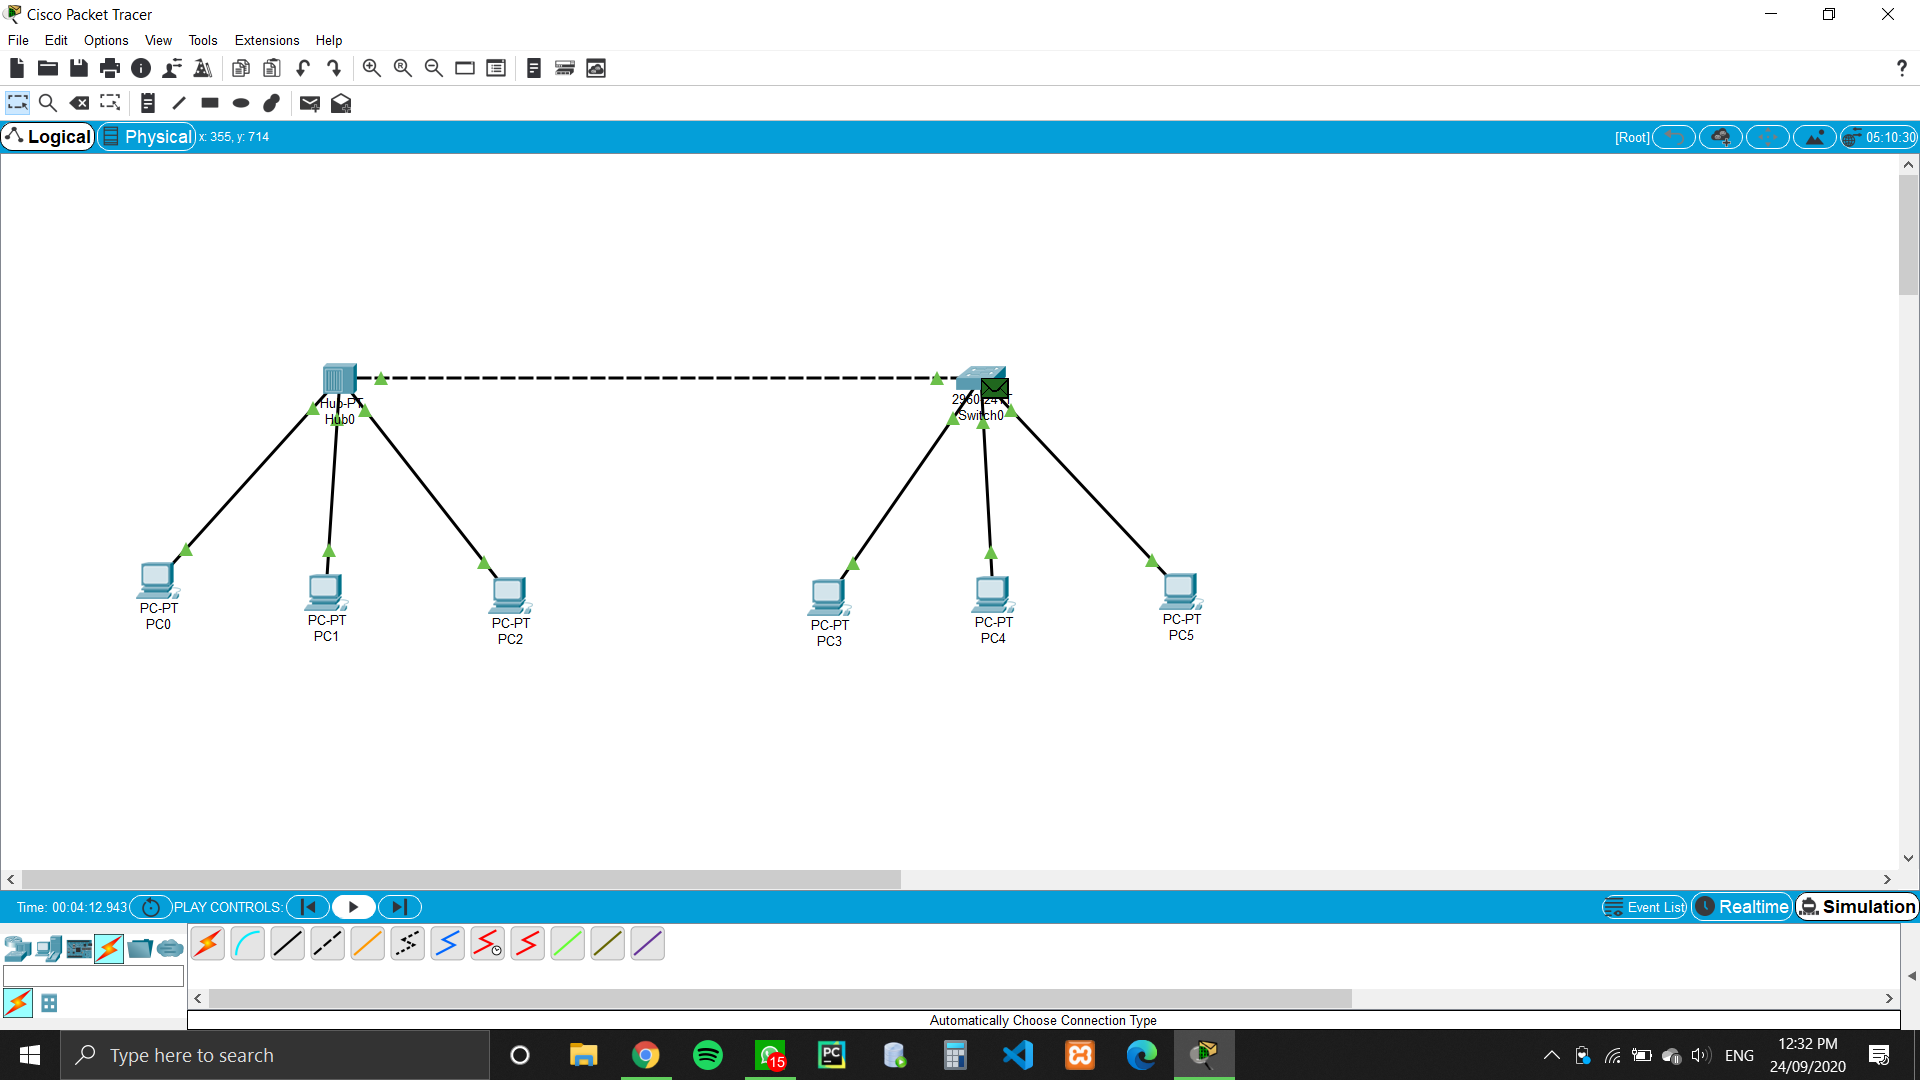 Cisco Packet Tracer
File Edit Options View Tools Extensions Help
?
Logical Physical x: 355, y: 714 [Root] 05:10:30
Hub-PT
Hub0
2960-24TT
Switch0
PC-PT
PC0
PC-PT
PC1
PC-PT
PC2
PC-PT
PC3
PC-PT
PC4
PC-PT
PC5
Time: 00:04:12.943 PLAY CONTROLS: Event List Realtime Simulation
Automatically Choose Connection Type
Type here to search
15
PC
ENG
12:32 PM
24/09/2020